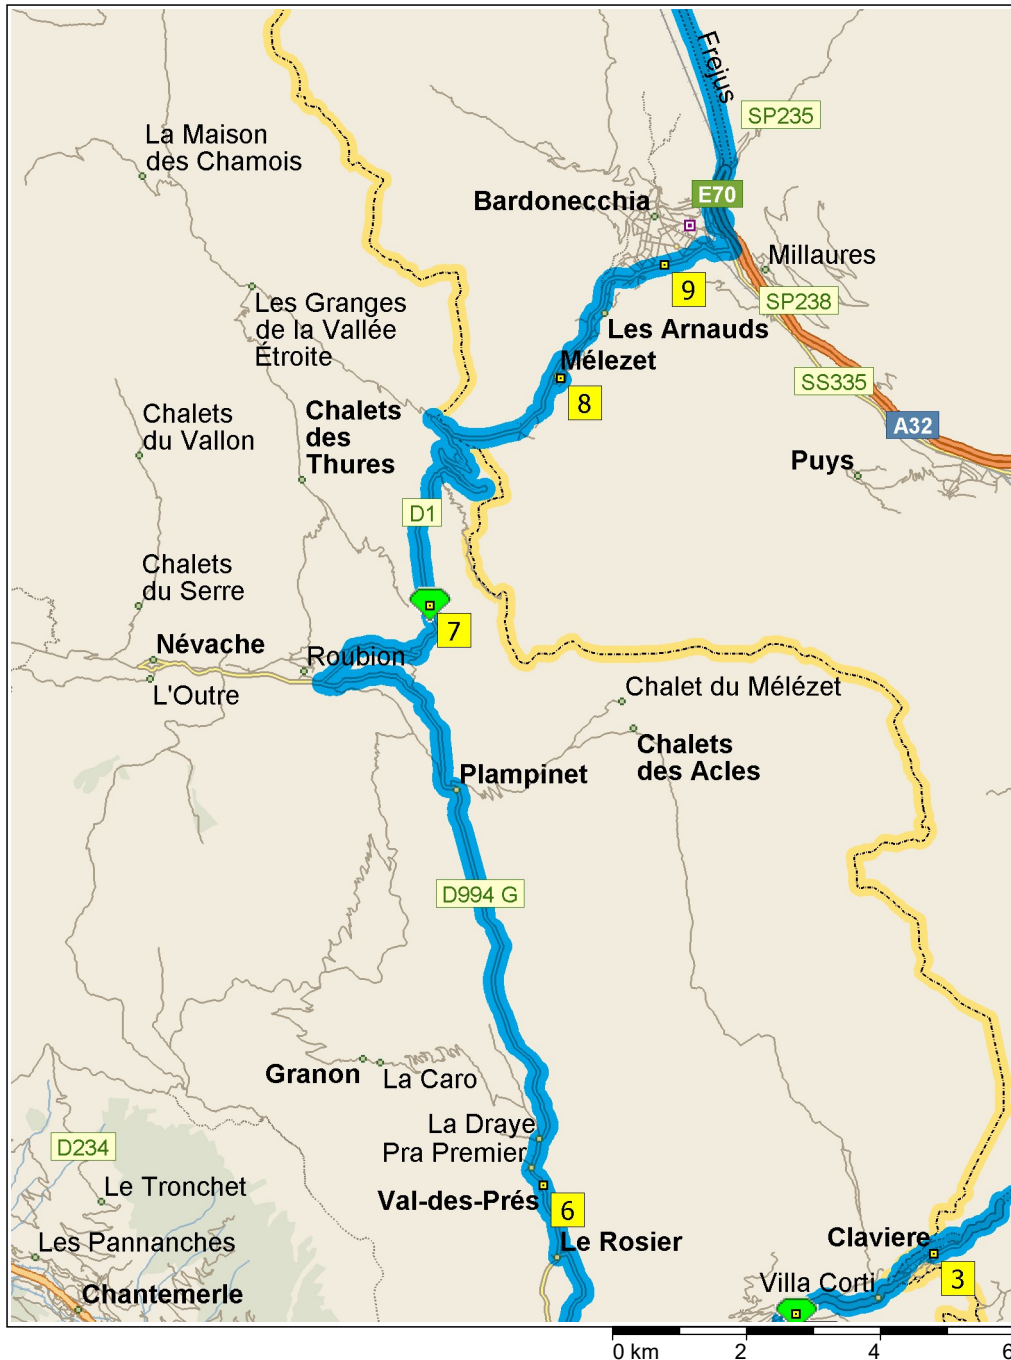 Frejus
SP235
La Maison
des Chamois
E70
Bardonecchia
Millaures
9
Les Granges
de la Vallée
Étroite
SP238
Les Arnauds
Mélezet
SS335
8
Chalets
du Vallon
Chalets
des
Thures
A32
Puys
D1
Chalets
du Serre
7
Névache
Roubion
L'Outre
Chalet du Mélézet
Chalets
des Acles
Plampinet
D994 G
Granon
La Caro
La Draye
Pra Premier
D234
Le Tronchet
Val-des-Prés
6
Les Pannanches
Le Rosier
Claviere
Villa Corti
3
Chantemerle
0 km 2 4 6